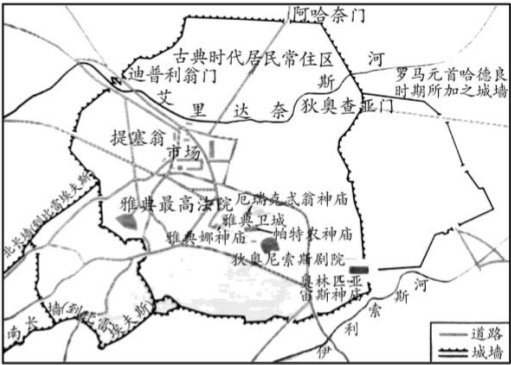 阿哈奈门
古典时代居民常住区
迪普利翁门
艾里达奈斯河
罗马元首哈德良
时期所加之城墙
狄奥查亚门
提塞翁
市场
雅典最高法院
厄瑞克忒翁神庙
雅典卫城
雅典娜神庙
帕特农神庙
狄奥尼索斯剧院
奥林匹亚
宙斯神庙
北长墙(到比雷埃夫斯)
南长墙(到比雷埃夫斯)
伊利索斯河
道路
城墙